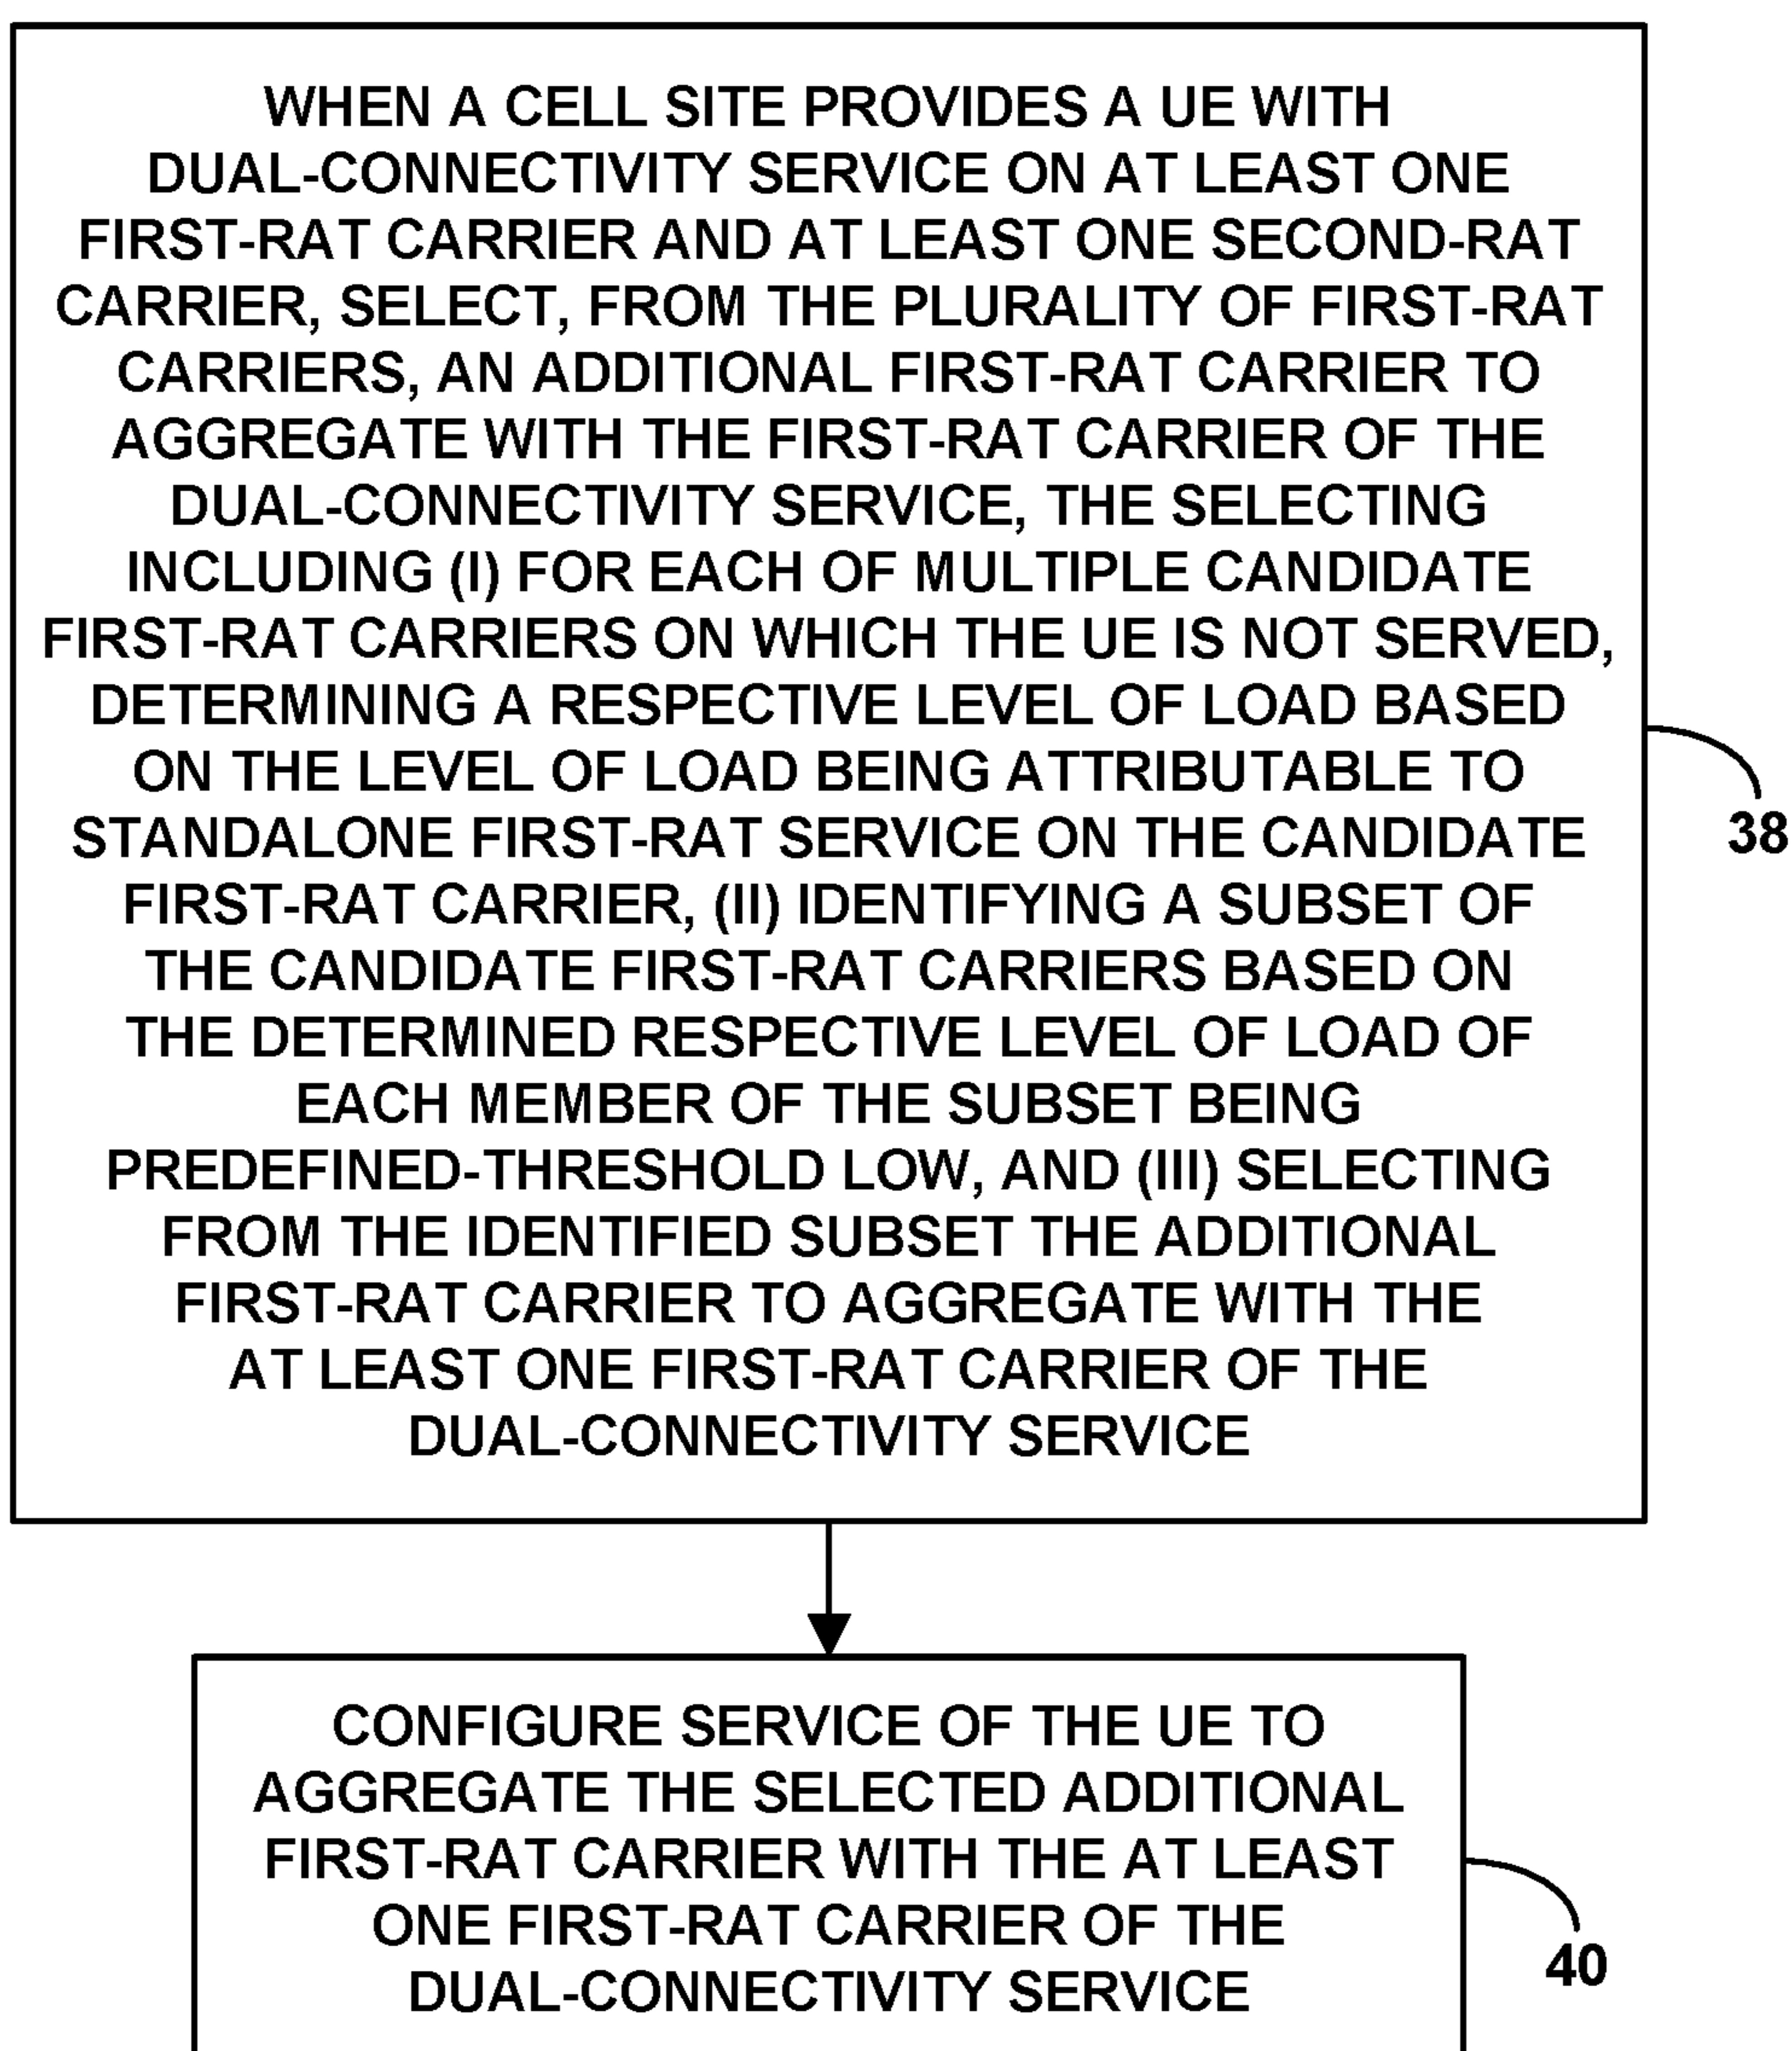 WHEN A CELL SITE PROVIDES A UE WITH
DUAL-CONNECTIVITY SERVICE ON AT LEAST ONE
FIRST-RAT CARRIER AND AT LEAST ONE SECOND-RAT
CARRIER, SELECT, FROM THE PLURALITY OF FIRST-RAT
CARRIERS, AN ADDITIONAL FIRST-RAT CARRIER TO
AGGREGATE WITH THE FIRST-RAT CARRIER OF THE
DUAL-CONNECTIVITY SERVICE, THE SELECTING
INCLUDING (I) FOR EACH OF MULTIPLE CANDIDATE
FIRST-RAT CARRIERS ON WHICH THE UE IS NOT SERVED,
DETERMINING A RESPECTIVE LEVEL OF LOAD BASED
ON THE LEVEL OF LOAD BEING ATTRIBUTABLE TO
STANDALONE FIRST-RAT SERVICE ON THE CANDIDATE
FIRST-RAT CARRIER, (II) IDENTIFYING A SUBSET OF
THE CANDIDATE FIRST-RAT CARRIERS BASED ON
THE DETERMINED RESPECTIVE LEVEL OF LOAD OF
EACH MEMBER OF THE SUBSET BEING
PREDEFINED-THRESHOLD LOW, AND (III) SELECTING
FROM THE IDENTIFIED SUBSET THE ADDITIONAL
FIRST-RAT CARRIER TO AGGREGATE WITH THE
AT LEAST ONE FIRST-RAT CARRIER OF THE
DUAL-CONNECTIVITY SERVICE
38
CONFIGURE SERVICE OF THE UE TO
AGGREGATE THE SELECTED ADDITIONAL
FIRST-RAT CARRIER WITH THE AT LEAST
ONE FIRST-RAT CARRIER OF THE
DUAL-CONNECTIVITY SERVICE
40